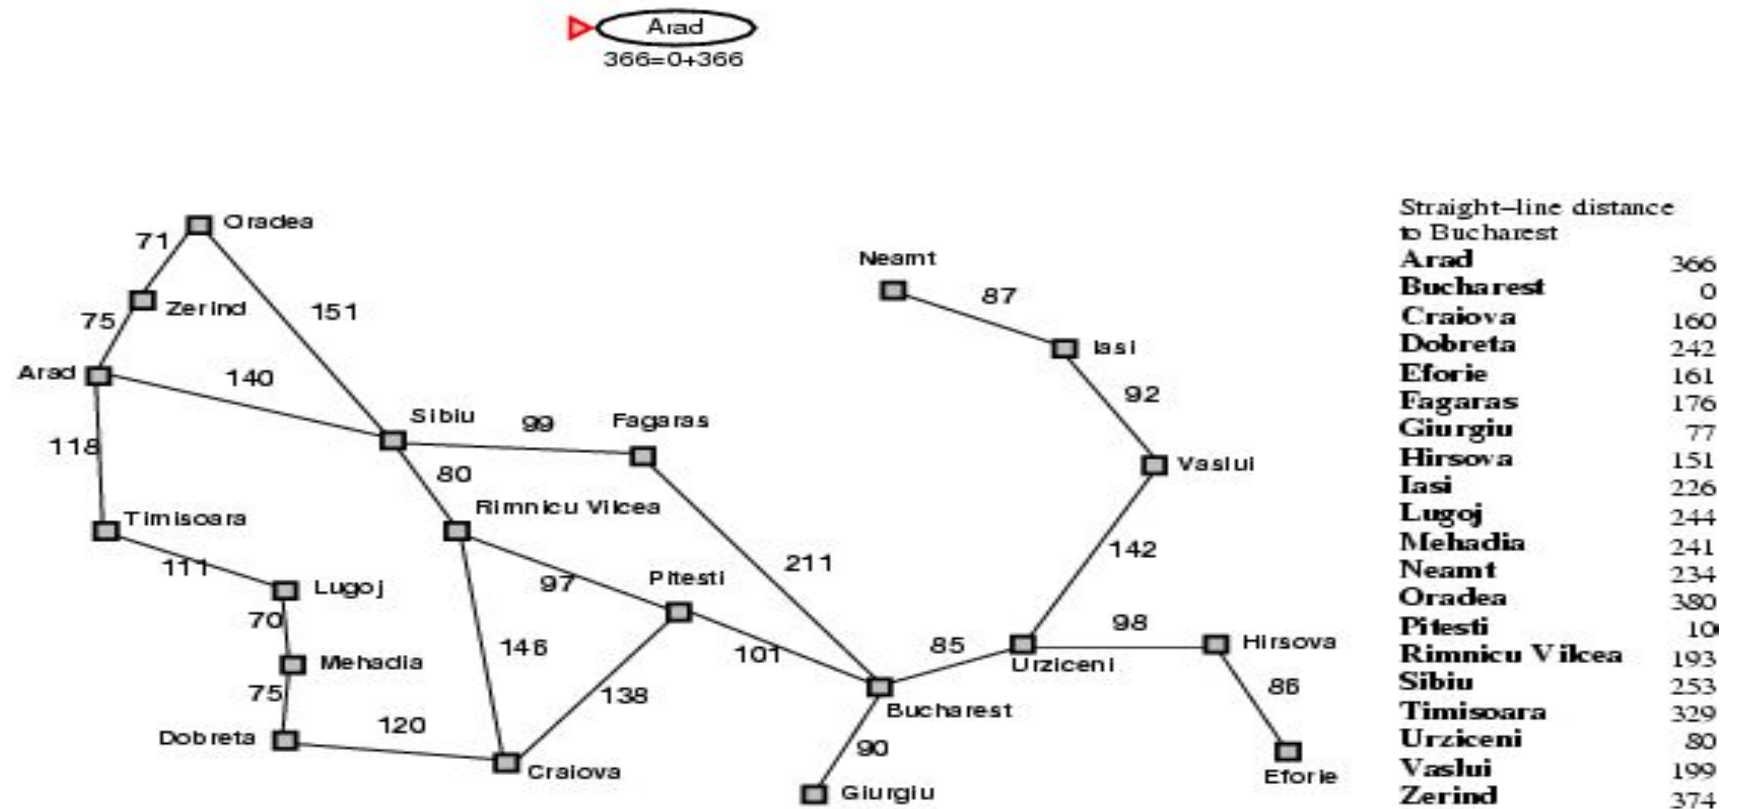 Arad
366=0+366
Oradea
71
Neamt
87
Zerind
151
75
Iasi
Arad
140
92
Sibiu
99
Fagaras
118
80
Vaslui
Rimnicu Vilcea
Timisoara
142
211
111
97
Pitesti
Lugoj
70
98
Hirsova
85
146
101
Urziceni
Mehadia
86
75
138
Bucharest
120
Dobreta
90
Eforie
Craiova
Giurgiu
Straight-line distance
to Bucharest
Arad 366
Bucharest 0
Craiova 160
Dobreta 242
Eforie 161
Fagaras 176
Giurgiu 77
Hirsova 151
Iasi 226
Lugoj 244
Mehadia 241
Neamt 234
Oradea 380
Pitesti
Rimnicu Vilcea 193
Sibiu 253
Timisoara 329
Urziceni 80
Vaslui 199
Zerind 374